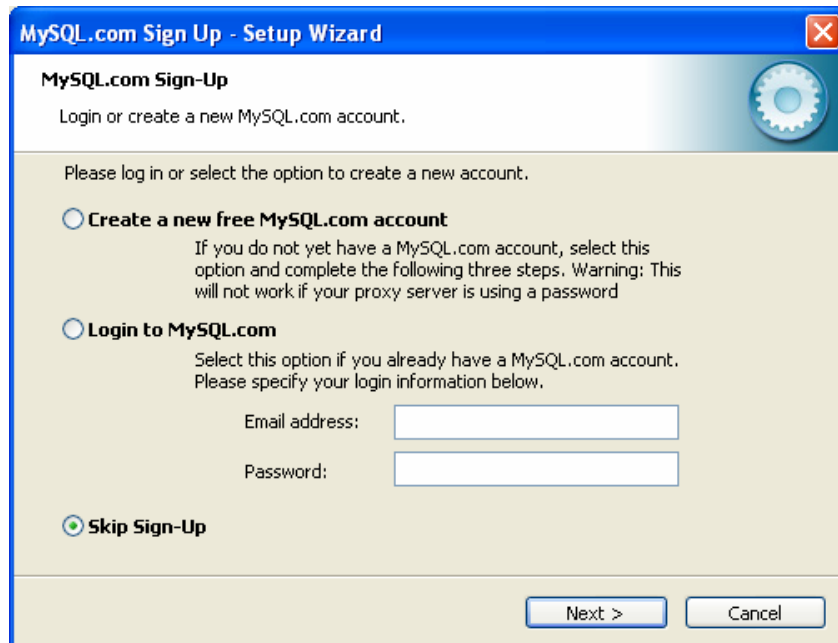 MySQL.com Sign Up - Setup Wizard
MySQL.com Sign-Up
Login or create a new MySQL.com account.
Please log in or select the option to create a new account.
Create a new free MySQL.com account
If you do not yet have a MySQL.com account, select this
option and complete the following three steps. Warning: This
will not work if your proxy server is using a password
Login to MySQL.com
Select this option if you already have a MySQL.com account.
Please specify your login information below.
Email address:
Password:
Skip Sign-Up
Next >
Cancel